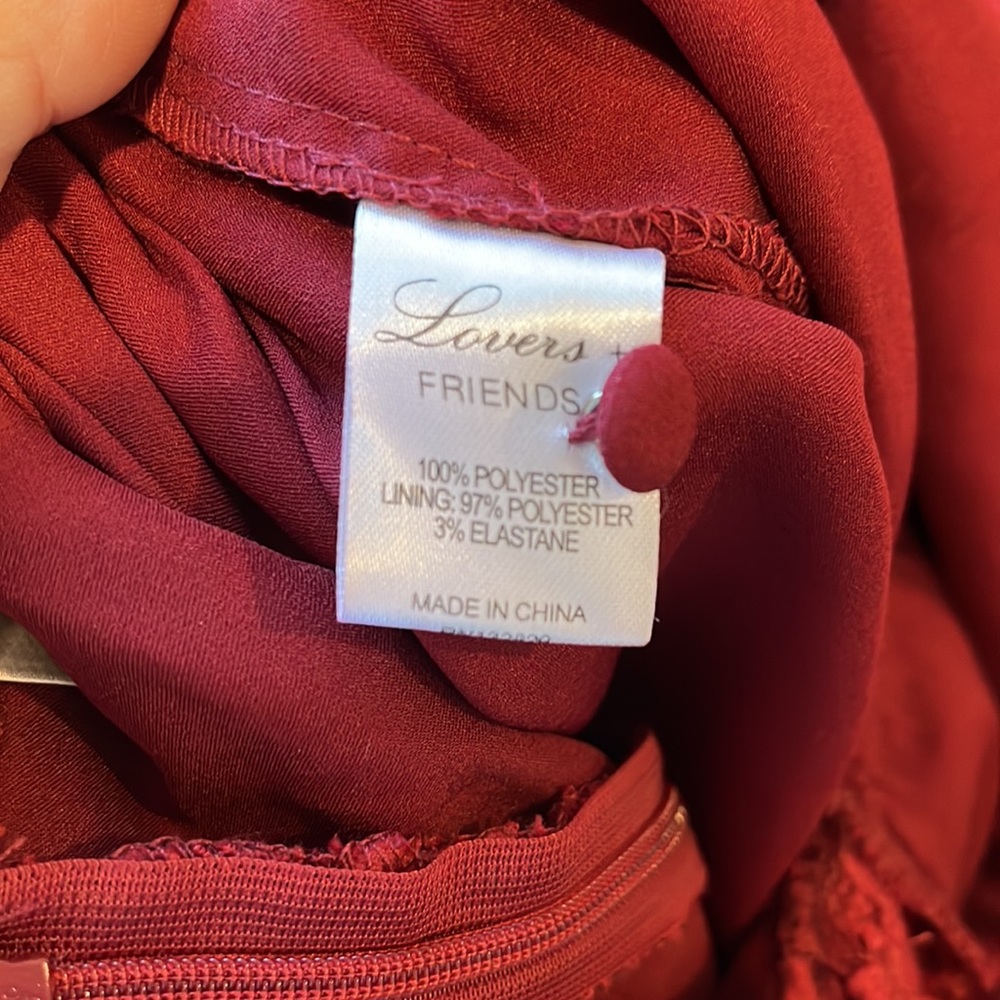 Lovers +
FRIENDS
100% POLYESTER
LINING: 97% POLYESTER
3% ELASTANE
MADE IN CHINA